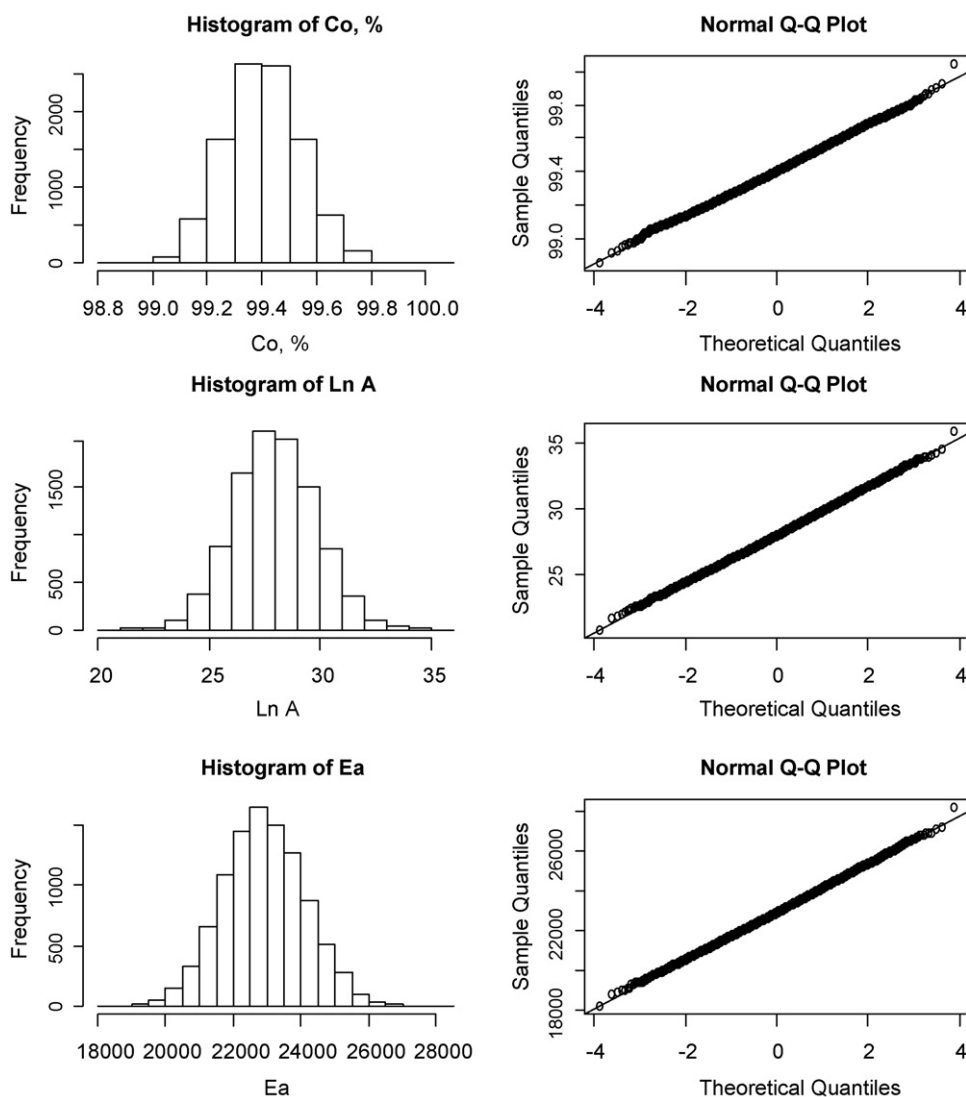 Histogram of Co, %
Frequency
0
1000
2000
98.8 99.0 99.2 99.4 99.6 99.8 100.0
Co, %
Normal Q-Q Plot
Sample Quantiles
99.0
99.4
99.8
-4 -2 0 2 4
Theoretical Quantiles
Histogram of Ln A
Frequency
0
500
1500
20 25 30 35
Ln A
Normal Q-Q Plot
Sample Quantiles
25
30
35
-4 -2 0 2 4
Theoretical Quantiles
Histogram of Ea
Frequency
0
500
1000
18000 20000 22000 24000 26000 28000
Ea
Normal Q-Q Plot
Sample Quantiles
18000
22000
26000
-4 -2 0 2 4
Theoretical Quantiles